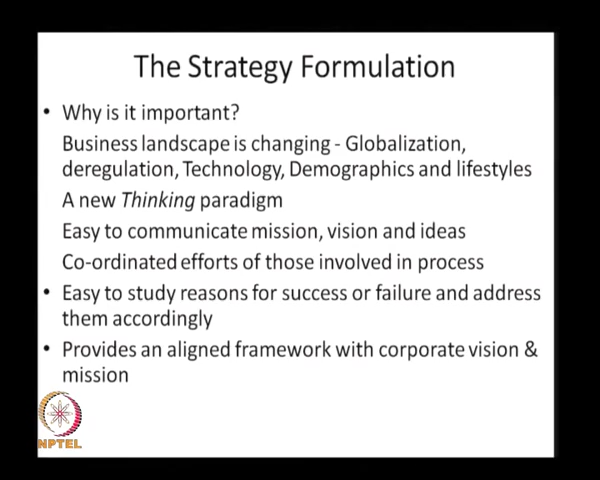 The Strategy Formulation
• Why is it important?
Business landscape is changing - Globalization,
deregulation, Technology, Demographics and lifestyles
A new Thinking paradigm
Easy to communicate mission, vision and ideas
Co-ordinated efforts of those involved in process
• Easy to study reasons for success or failure and address
them accordingly
• Provides an aligned framework with corporate vision &
mission
NPTEL